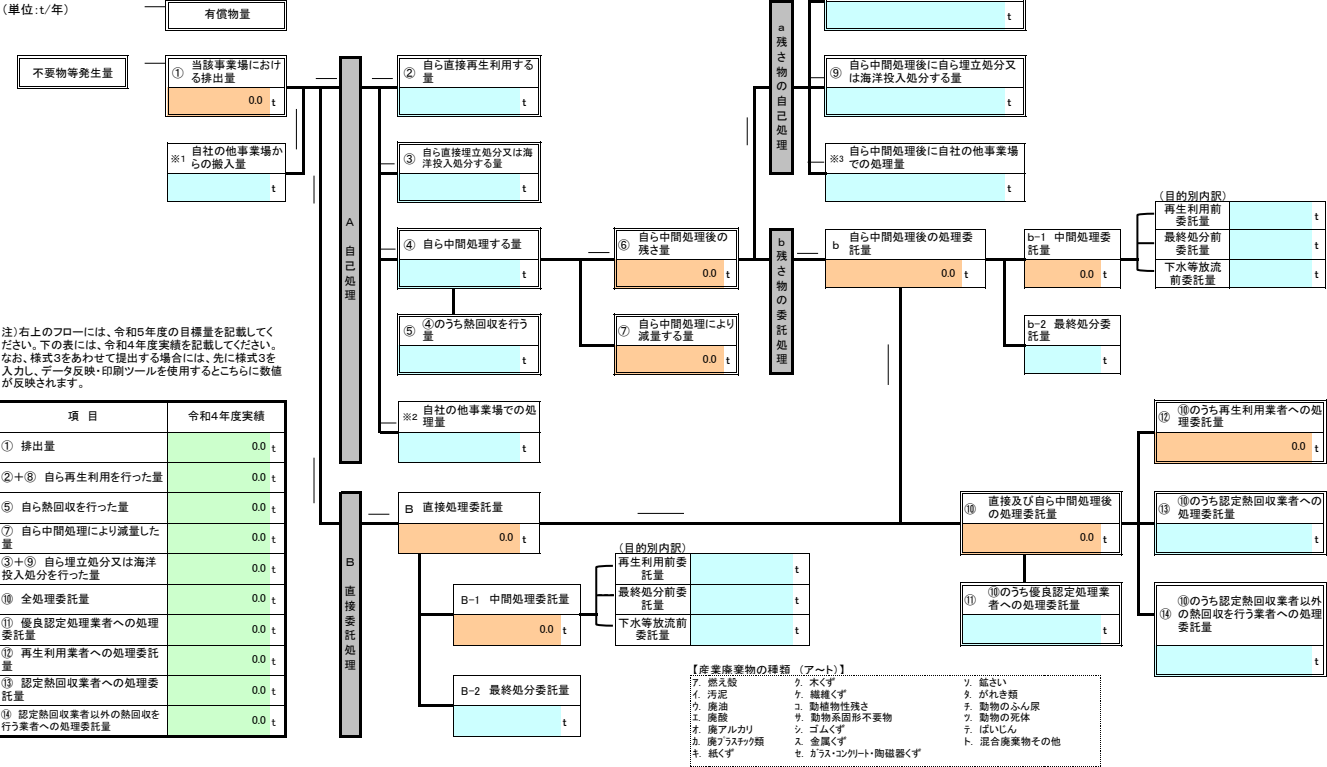 (単位:t/年)
有償物量
t
不要物等発生量
① 当該事業場におけ
る排出量
0.0 t
※1 自社の他事業場か
らの搬入量
t
A 自己処理
② 自ら直接再生利用する
量
t
③ 自ら直接埋立処分又は海
洋投入処分する量
t
④ 自ら中間処理する量
t
⑤ ④のうち熱回収を行う
量
t
※2 自社の他事業場での処
理量
t
⑥ 自ら中間処理後の
残さ量
0.0 t
⑦ 自ら中間処理により
減量する量
0.0 t
a 残さ物の自己処理
⑨ 自ら中間処理後に自ら埋立処分又
は海洋投入処分する量
t
※3 自ら中間処理後に自社の他事業場
での処理量
t
b 残さ物の委託処理
b 自ら中間処理後の処理委
託量
0.0 t
b-1 中間処理委
託量
0.0 t
b-2 最終処分委
託量
t
(目的別内訳)
再生利用前
委託量
t
最終処分前
委託量
t
下水等放流
前委託量
t
注)右上のフローには、令和5年度の目標量を記載してく
ださい。下の表には、令和4年度実績を記載してください。
なお、様式3をあわせて提出する場合には、先に様式3を
入力し、データ反映・印刷ツールを使用するとこちらに数値
が反映されます。
項 目 令和4年度実績
① 排出量 0.0 t
②+⑧ 自ら再生利用を行った量 0.0 t
⑤ 自ら熱回収を行った量 0.0 t
⑦ 自ら中間処理により減量した
量 0.0 t
③+⑨ 自ら埋立処分又は海洋
投入処分を行った量 0.0 t
⑩ 全処理委託量 0.0 t
⑪ 優良認定処理業者への処理
委託量 0.0 t
⑫ 再生利用業者への処理委託
量 0.0 t
⑬ 認定熱回収業者への処理委
託量 0.0 t
⑭ 認定熱回収業者以外の熱回収を
行う業者への処理委託量 0.0 t
B 直接委託処理
B 直接処理委託量
0.0 t
B-1 中間処理委託量
0.0 t
B-2 最終処分委託量
t
(目的別内訳)
再生利用前委
託量
t
最終処分前委
託量
t
下水等放流前
委託量
t
⑩ 直接及び自ら中間処理後
の処理委託量
0.0 t
⑪ ⑩のうち優良認定処理業
者への処理委託量
t
⑫ ⑩のうち再生利用業者への処
理委託量
0.0 t
⑬ ⑩のうち認定熱回収業者への
処理委託量
t
⑭ ⑩のうち認定熱回収業者以外
の熱回収を行う業者への処理
委託量
t
【産業廃棄物の種類 (ア~ト)】
ア. 燃え殻 ク. 木くず ソ. 鉱さい
イ. 汚泥 ケ. 繊維くず タ. がれき類
ウ. 廃油 コ. 動植物性残さ チ. 動物のふん尿
エ. 廃酸 サ. 動物系固形不要物 ツ. 動物の死体
オ. 廃アルカリ シ. ゴムくず テ. ばいじん
カ. 廃プラスチック類 ス. 金属くず ト. 混合廃棄物その他
キ. 紙くず セ. ガラス・コンクリート・陶磁器くず